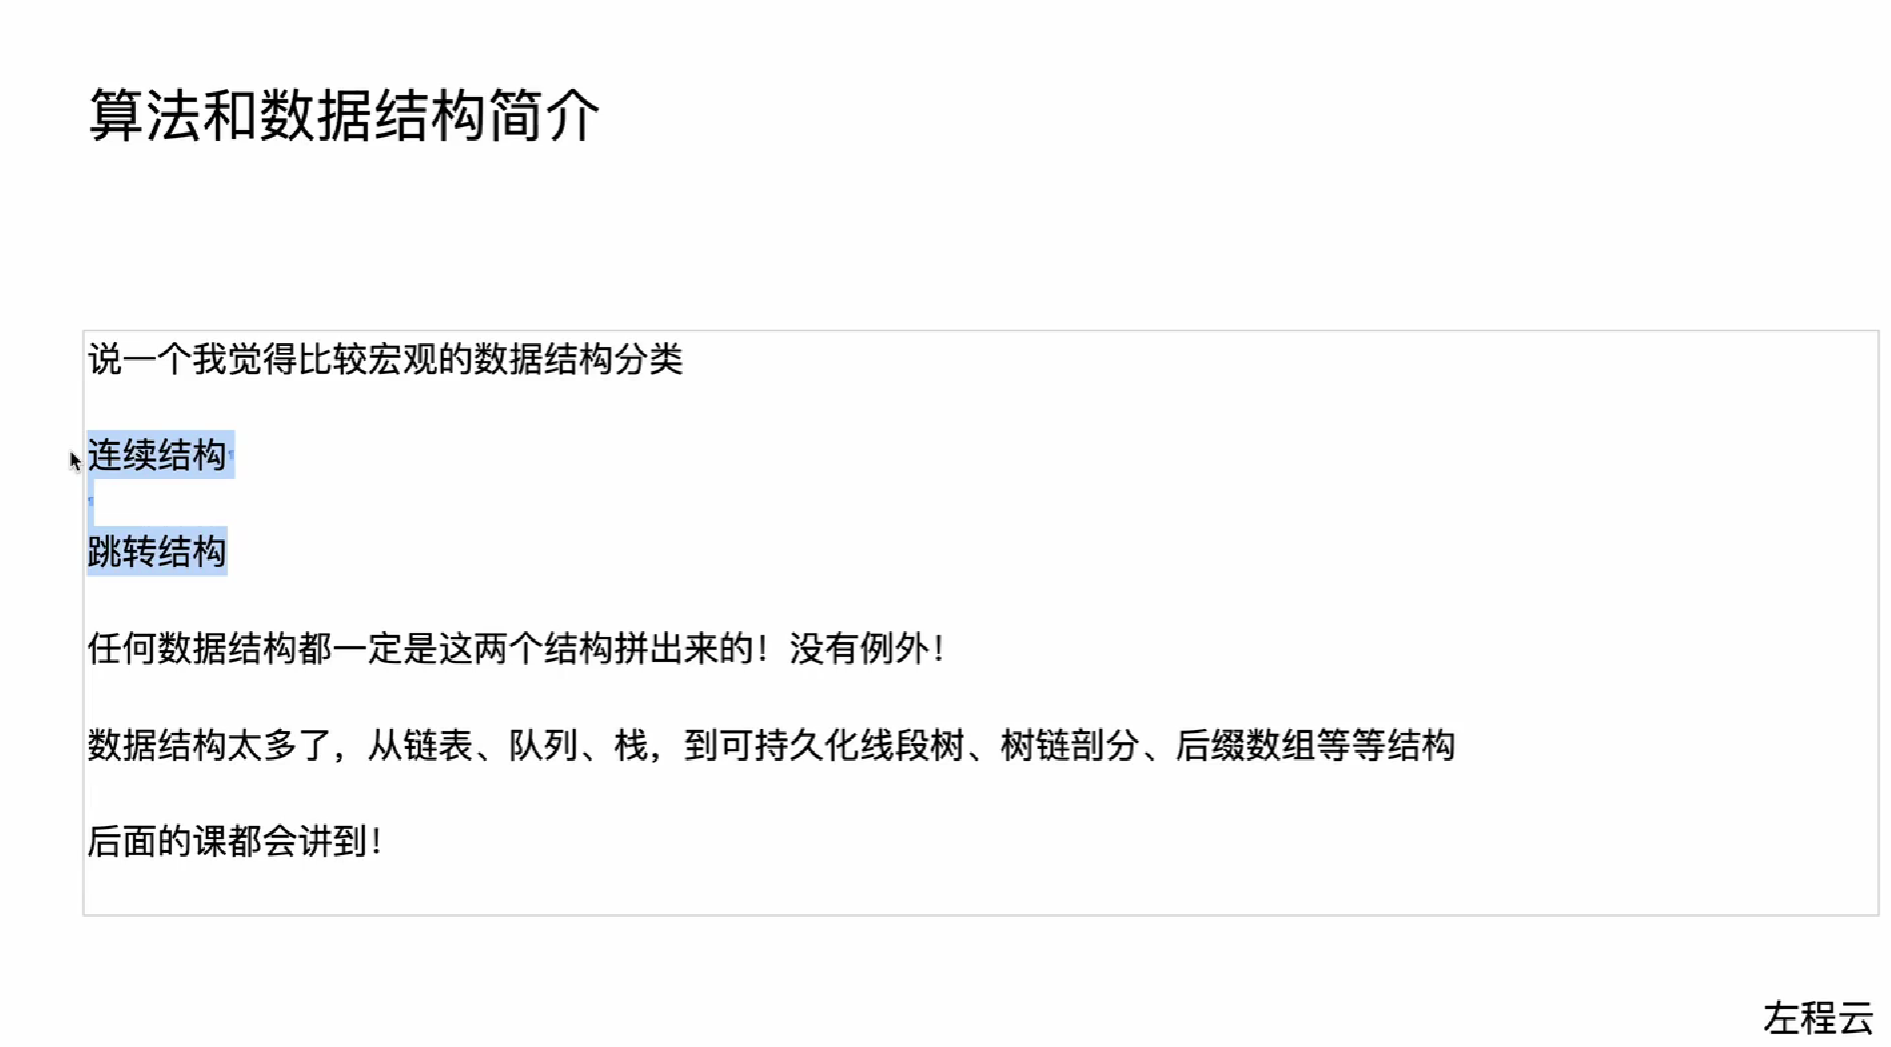 算法和数据结构简介
说一个我觉得比较宏观的数据结构分类
连续结构
跳转结构
任何数据结构都一定是这两个结构拼出来的！没有例外！
数据结构太多了，从链表、队列、栈，到可持久化线段树、树链剖分、后缀数组等等结构
后面的课都会讲到！
左程云